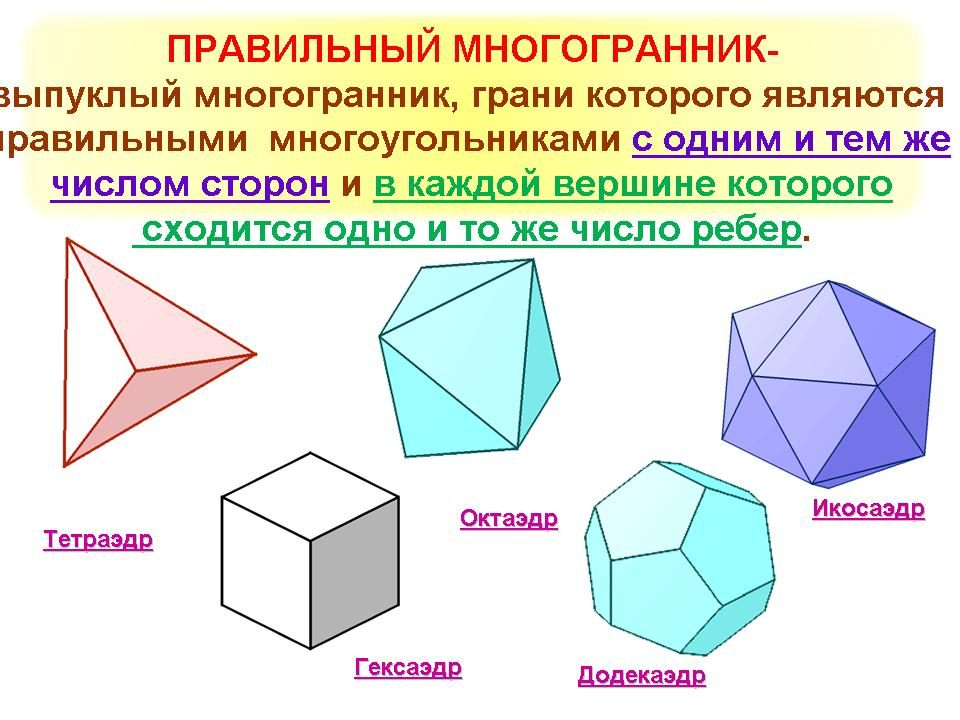 ПРАВИЛЬНЫЙ МНОГОГРАННИК-
выпуклый многогранник, грани которого являются
правильными многоугольниками с одним и тем же
числом сторон и в каждой вершине которого
сходится одно и то же число ребер.
Октаэдр
Икосаэдр
Тетраэдр
Гексаэдр
Додекаэдр